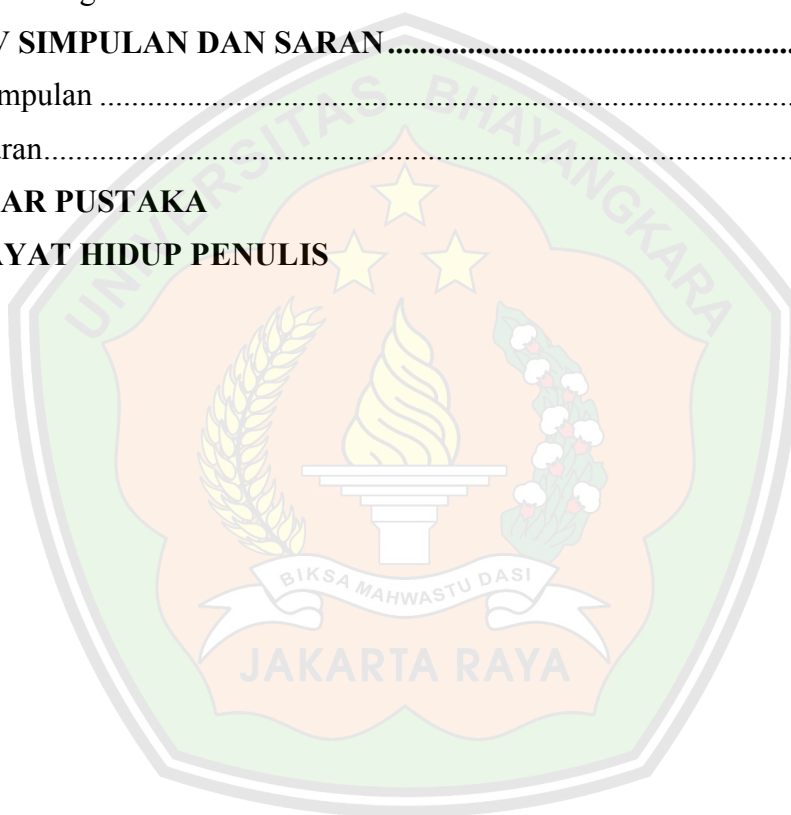 V SIMPULAN DAN SARAN..........................................................
mpulan ..........................................................................................
ran.................................................................................................
AR PUSTAKA
AYAT HIDUP PENULIS
UNIVERSITAS BHAYANGKARA
BIKSA MAHWASTU DASI
JAKARTA RAYA